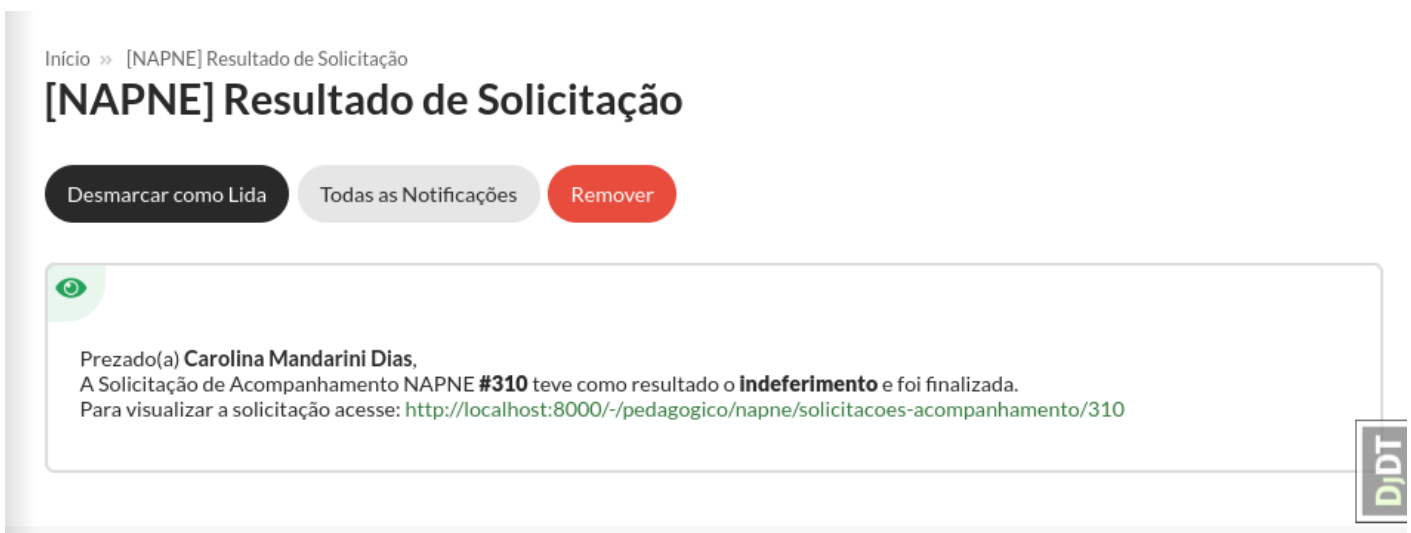 Início » [NAPNE] Resultado de Solicitação
[NAPNE] Resultado de Solicitação
Desmarcar como Lida Todas as Notificações Remover
Prezado(a) Carolina Mandarini Dias,
A Solicitação de Acompanhamento NAPNE #310 teve como resultado o indeferimento e foi finalizada.
Para visualizar a solicitação acesse: http://localhost:8000/-/pedagogico/napne/solicitacoes-acompanhamento/310
DjDT